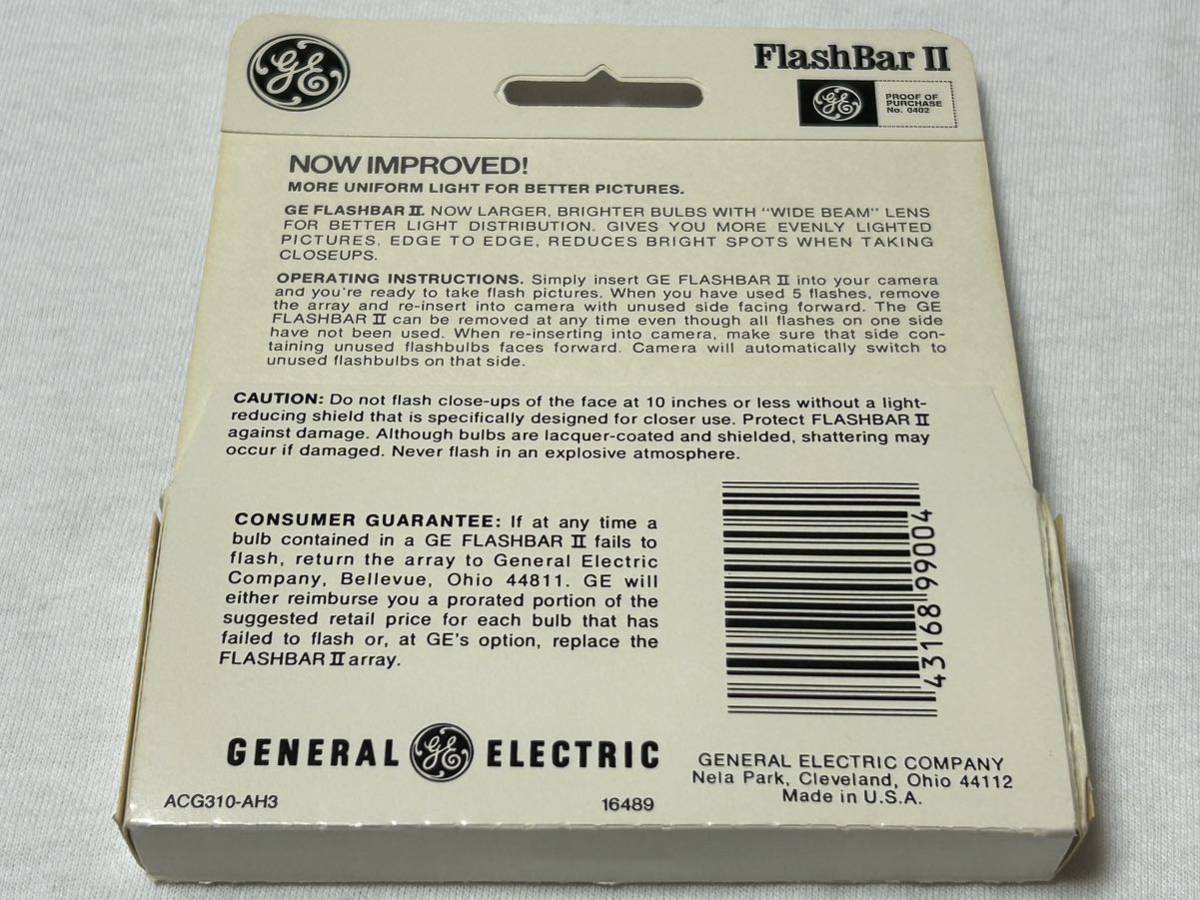 GE
FlashBar II
GE
PROOF OF
PURCHASE
No. 0402
NOW IMPROVED!
MORE UNIFORM LIGHT FOR BETTER PICTURES.
GE FLASHBAR II. NOW LARGER, BRIGHTER BULBS WITH "WIDE BEAM" LENS
FOR BETTER LIGHT DISTRIBUTION. GIVES YOU MORE EVENLY LIGHTED
PICTURES, EDGE TO EDGE, REDUCES BRIGHT SPOTS WHEN TAKING
CLOSEUPS.
OPERATING INSTRUCTIONS. Simply insert GE FLASHBAR II into your camera
and you're ready to take flash pictures. When you have used 5 flashes, remove
the array and re-insert into camera with unused side facing forward. The GE
FLASHBAR II can be removed at any time even though all flashes on one side
have not been used. When re-inserting into camera, make sure that side con-
taining unused flashbulbs faces forward. Camera will automatically switch to
unused flashbulbs on that side.
CAUTION: Do not flash close-ups of the face at 10 inches or less without a light-
reducing shield that is specifically designed for closer use. Protect FLASHBAR II
against damage. Although bulbs are lacquer-coated and shielded, shattering may
occur if damaged. Never flash in an explosive atmosphere.
CONSUMER GUARANTEE: If at any time a
bulb contained in a GE FLASHBAR II fails to
flash, return the array to General Electric
Company, Bellevue, Ohio 44811. GE will
either reimburse you a prorated portion of the
suggested retail price for each bulb that has
failed to flash or, at GE's option, replace the
FLASHBAR II array.
43168 99004
GENERAL GE ELECTRIC
GENERAL ELECTRIC COMPANY
Nela Park, Cleveland, Ohio 44112
Made in U.S.A.
ACG310-AH3
16489